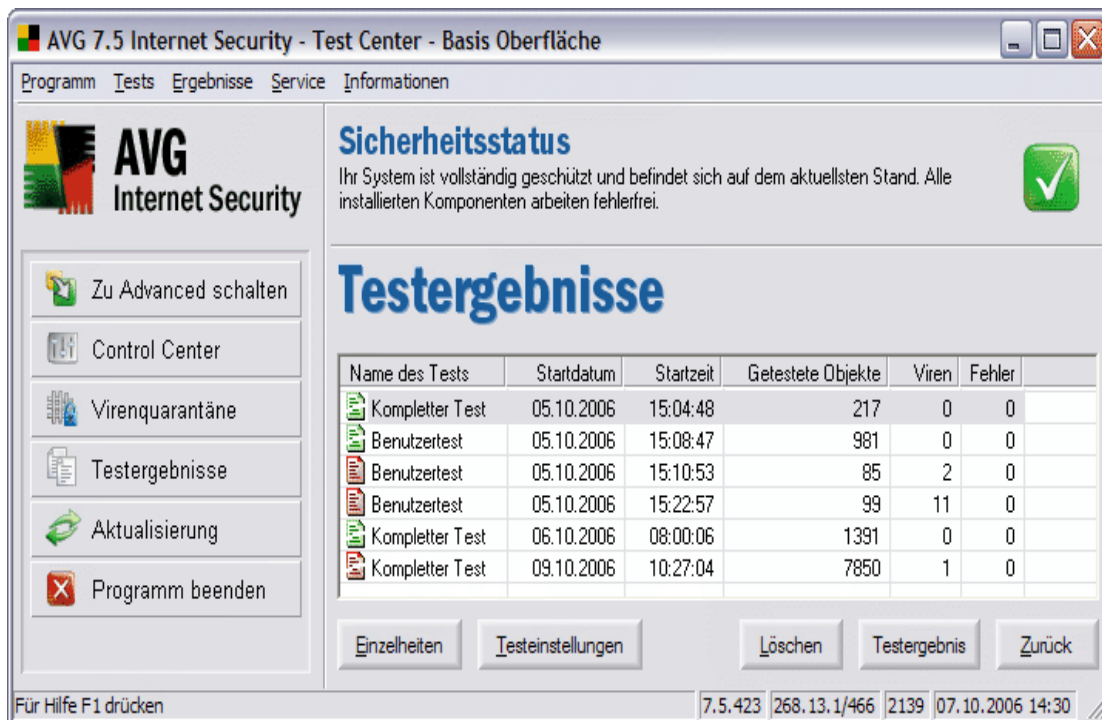 AVG 7.5 Internet Security - Test Center - Basis Oberfläche
Programm Tests Ergebnisse Service Informationen
AVG
Internet Security
Sicherheitsstatus
Ihr System ist vollständig geschützt und befindet sich auf dem aktuellsten Stand. Alle
installierten Komponenten arbeiten fehlerfrei.
Zu Advanced schalten
Control Center
Virenquarantäne
Testergebnisse
Aktualisierung
Programm beenden
Testergebnisse
Name des Tests Startdatum Startzeit Getestete Objekte Viren Fehler
Kompletter Test 05.10.2006 15:04:48 217 0 0
Benutzertest 05.10.2006 15:08:47 981 0 0
Benutzertest 05.10.2006 15:10:53 85 2 0
Benutzertest 05.10.2006 15:22:57 99 11 0
Kompletter Test 06.10.2006 08:00:06 1391 0 0
Kompletter Test 09.10.2006 10:27:04 7850 1 0
Einzelheiten Testeinstellungen Löschen Testergebnis Zurück
Für Hilfe F1 drücken 7.5.423 268.13.1/466 2139 07.10.2006 14:30